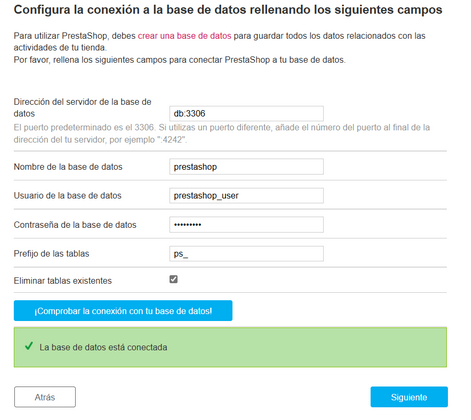 Configura la conexión a la base de datos rellenando los siguientes campos
Para utilizar PrestaShop, debes crear una base de datos para guardar todos los datos relacionados con las
actividades de tu tienda.
Por favor, rellena los siguientes campos para conectar PrestaShop a tu base de datos.
Dirección del servidor de la base de
datos
db:3306
El puerto predeterminado es el 3306. Si utilizas un puerto diferente, añade el número del puerto al final de la
dirección del tu servidor, por ejemplo ":4242".
Nombre de la base de datos
prestashop
Usuario de la base de datos
prestashop_user
Contraseña de la base de datos
•••••••••
Prefijo de las tablas
ps_
Eliminar tablas existentes
¡Comprobar la conexión con tu base de datos!
La base de datos está conectada
Atrás
Siguiente